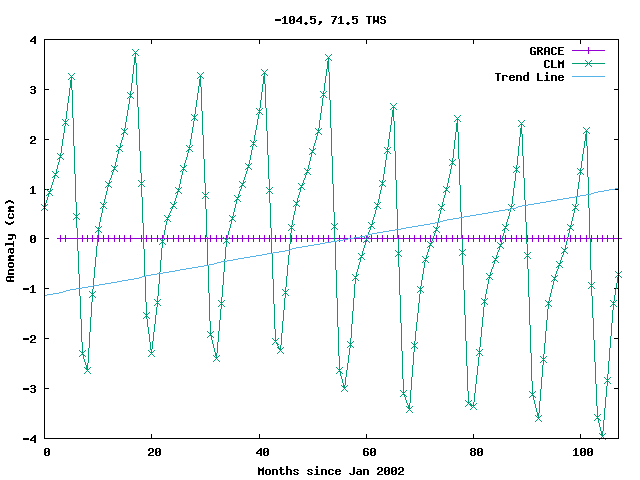 -104.5, 71.5 TWS
GRACE
CLM
Trend Line
4
3
2
1
0
-1
-2
-3
-4
Anomaly (cm)
0 20 40 60 80 100
Months since Jan 2002